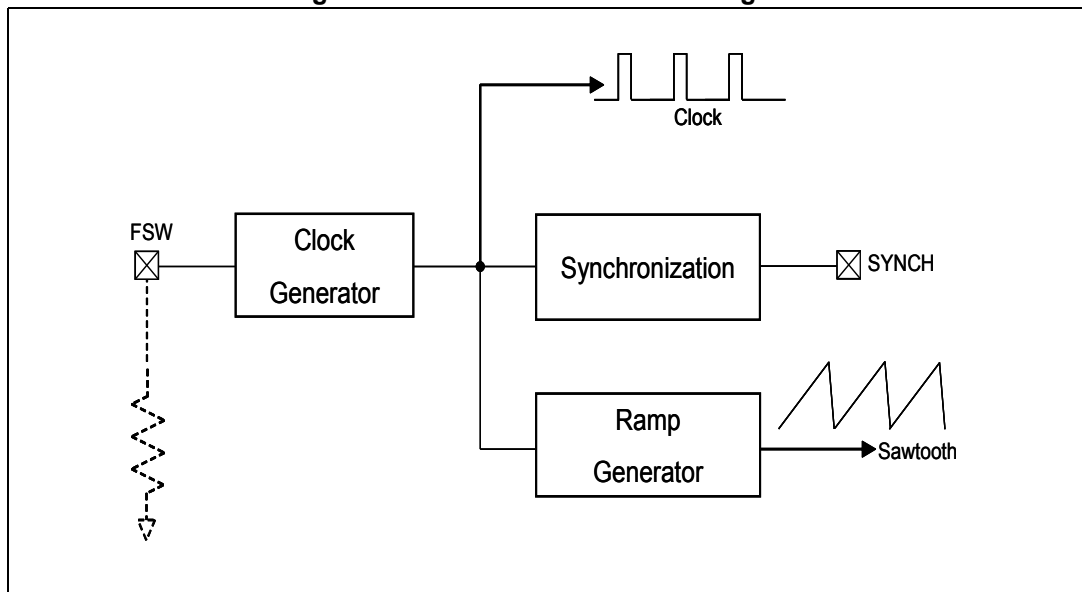 Clock
FSW
Clock
Generator
Synchronization
SYNCH
Ramp
Generator
Sawtooth